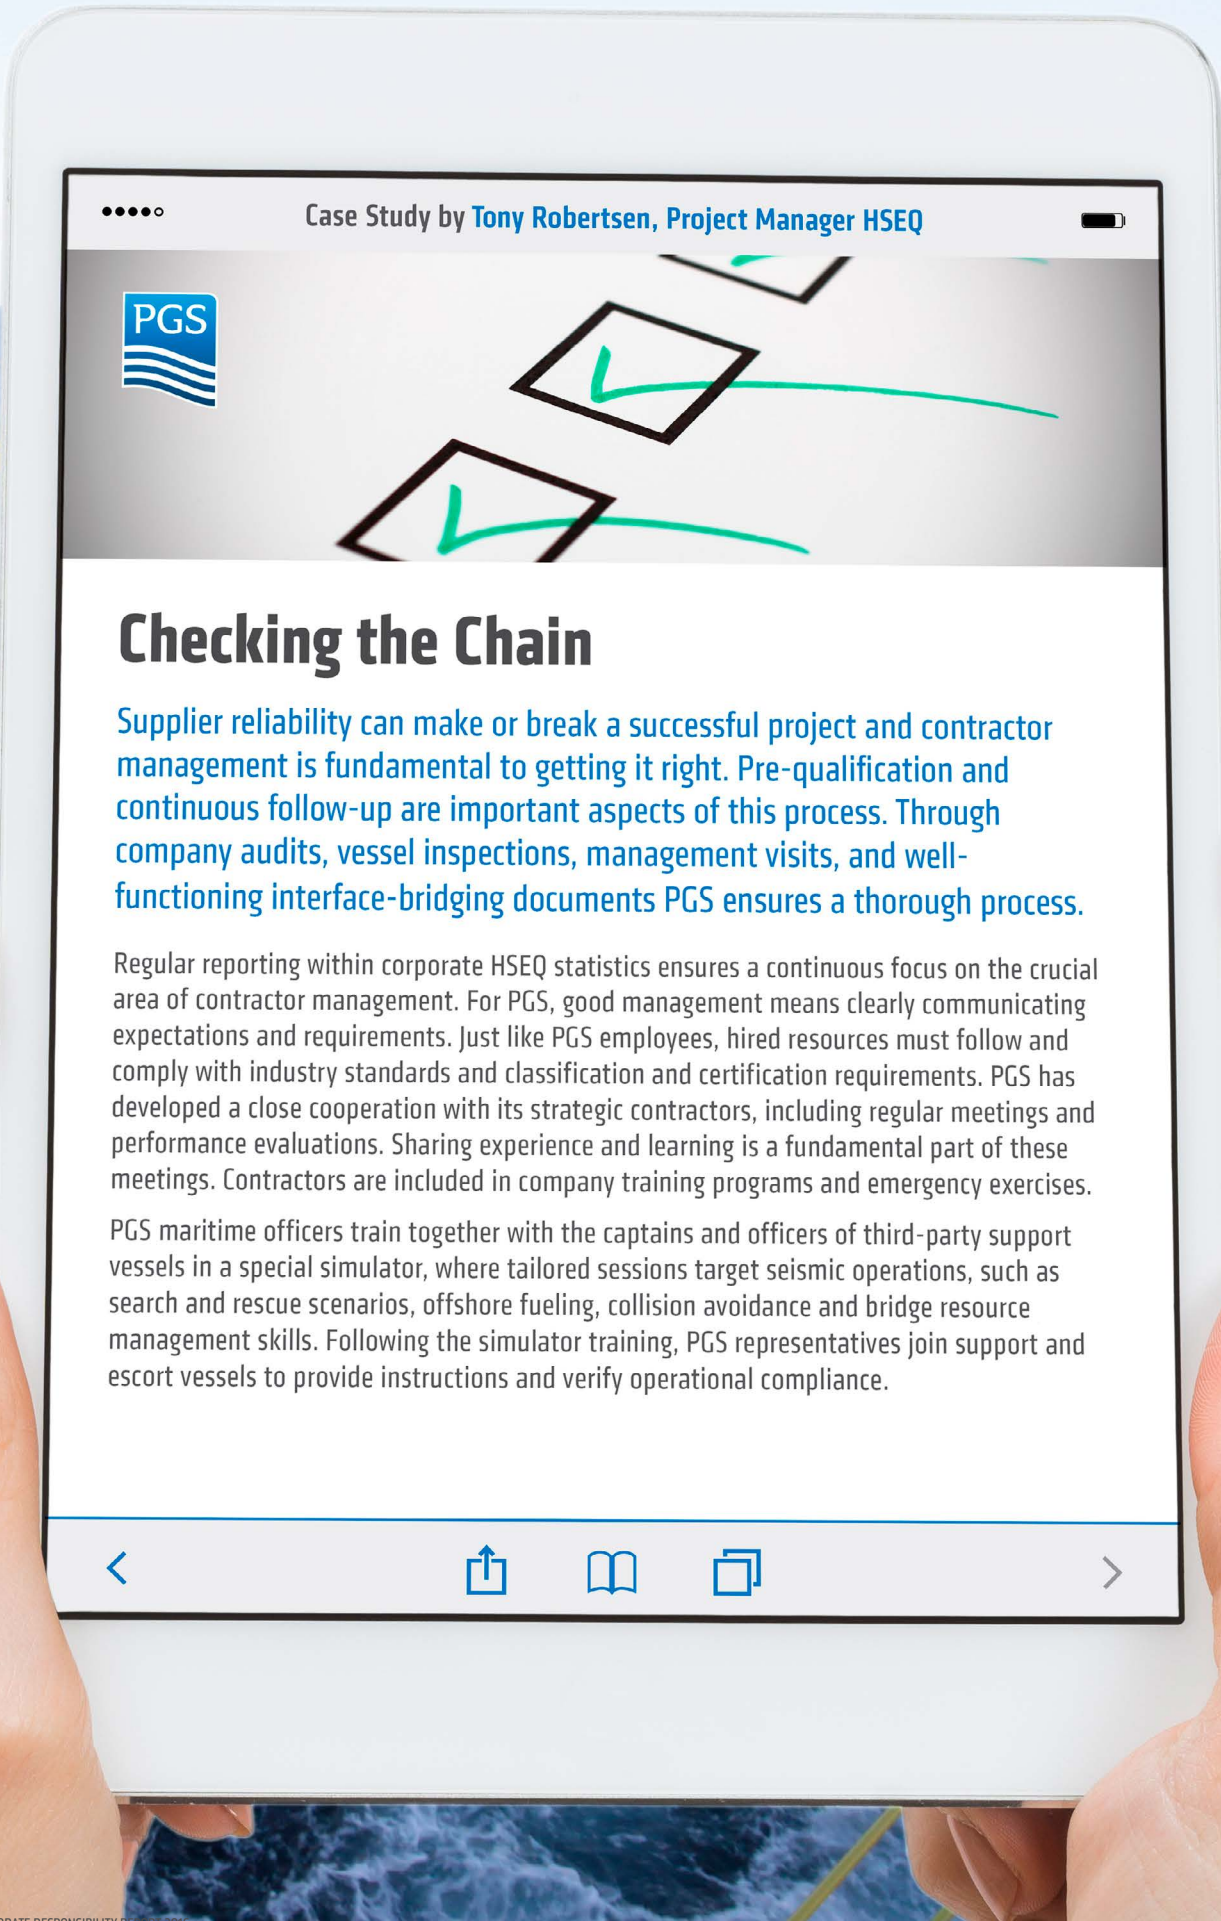 Case Study by Tony Robertsen, Project Manager HSEQ
PGS
Checking the Chain
Supplier reliability can make or break a successful project and contractor
management is fundamental to getting it right. Pre-qualification and
continuous follow-up are important aspects of this process. Through
company audits, vessel inspections, management visits, and well-
functioning interface-bridging documents PGS ensures a thorough process.
Regular reporting within corporate HSEQ statistics ensures a continuous focus on the crucial
area of contractor management. For PGS, good management means clearly communicating
expectations and requirements. Just like PGS employees, hired resources must follow and
comply with industry standards and classification and certification requirements. PGS has
developed a close cooperation with its strategic contractors, including regular meetings and
performance evaluations. Sharing experience and learning is a fundamental part of these
meetings. Contractors are included in company training programs and emergency exercises.
PGS maritime officers train together with the captains and officers of third-party support
vessels in a special simulator, where tailored sessions target seismic operations, such as
search and rescue scenarios, offshore fueling, collision avoidance and bridge resource
management skills. Following the simulator training, PGS representatives join support and
escort vessels to provide instructions and verify operational compliance.